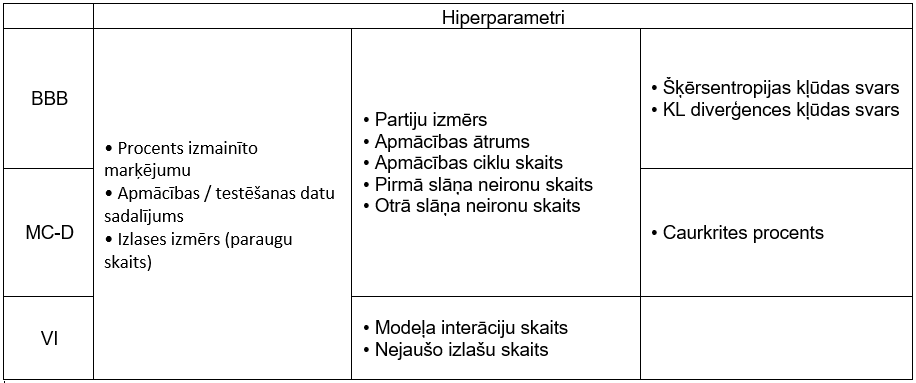 Hiperparametri
BBB
• Procents izmainīto
marķējumu
• Apmācības / testēšanas datu
sadalījums
• Izlases izmērs (paraugu
skaits)
• Partiju izmērs
• Apmācības ātrums
• Apmācības ciklu skaits
• Pirmā slāņa neironu skaits
• Otrā slāņa neironu skaits
• Šķērsentropijas kļūdas svars
• KL diverģences kļūdas svars
MC-D
• Caurkrites procents
VI
• Modeļa interāciju skaits
• Nejaušo izlašu skaits